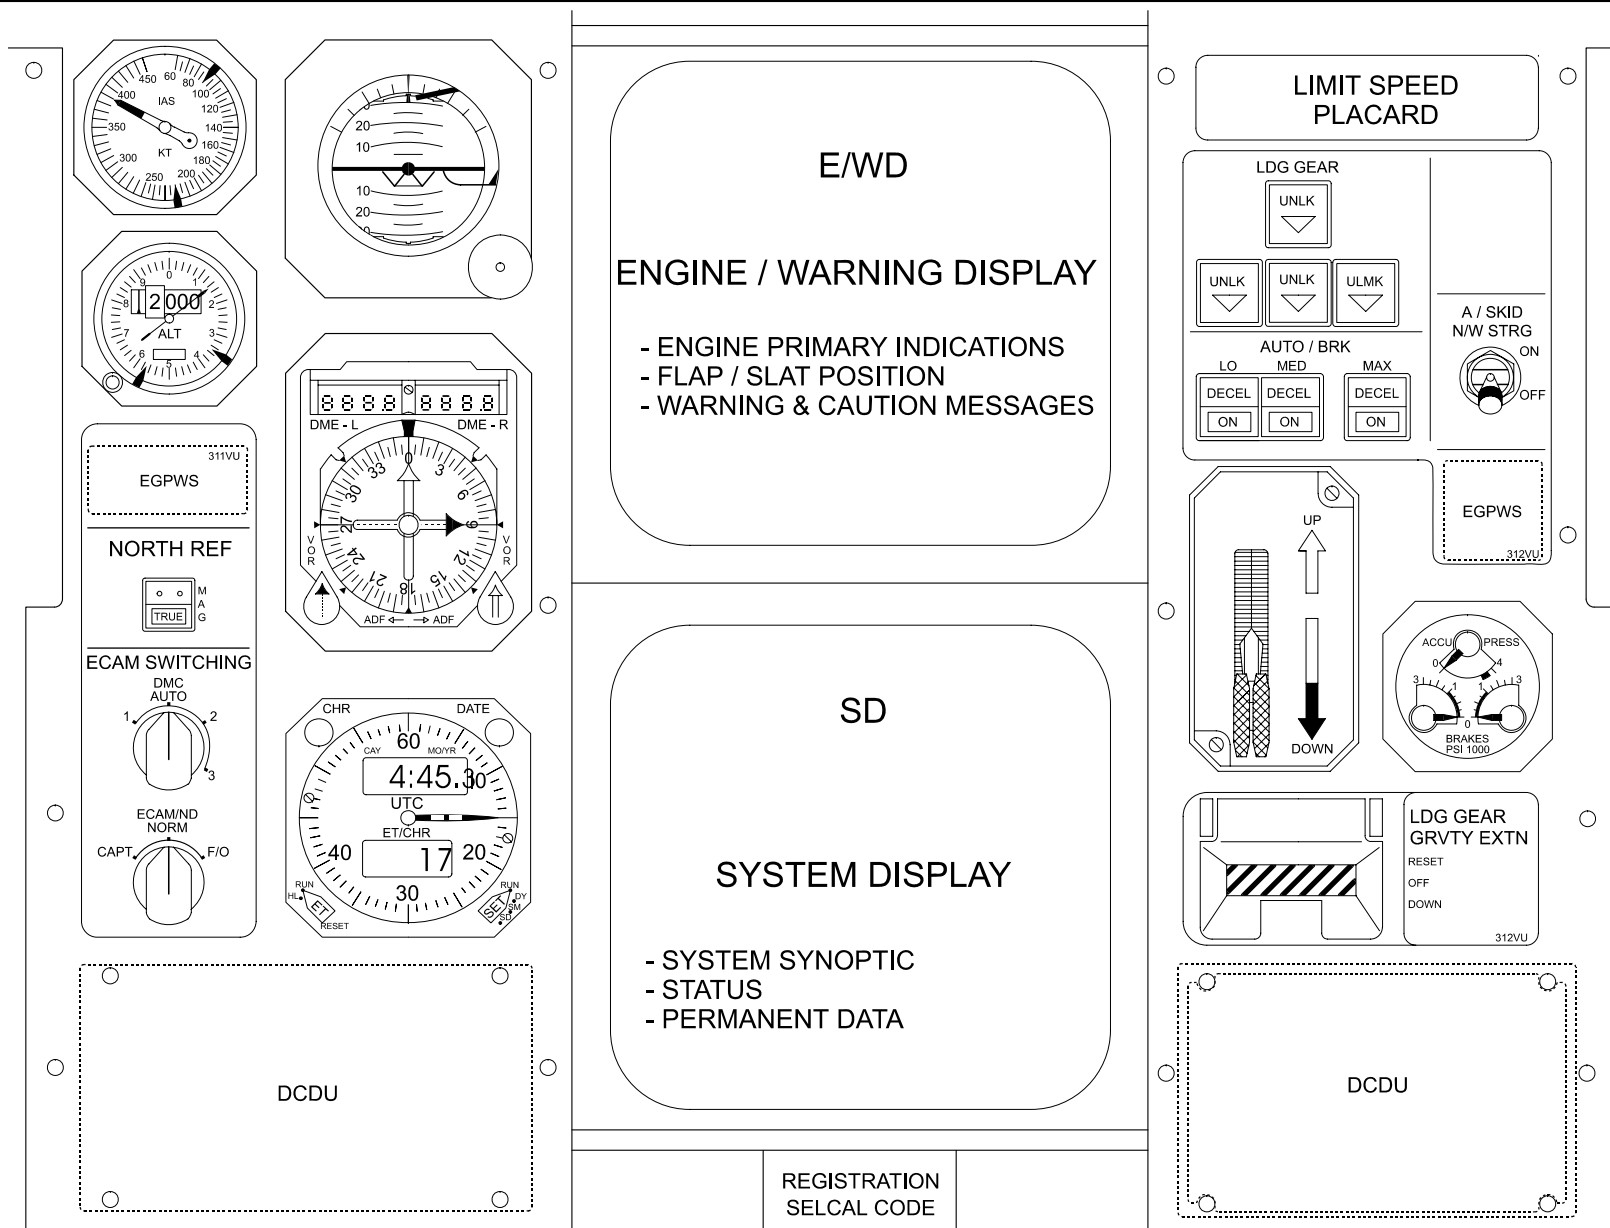 450 60 80 100 120 140 160 180 200 250 300 350 400
IAS
KT
20
10
10
20
0 1 2 3 4 5 6 7 8 9
2 000
ALT
DME - L
DME - R
0 3 6 9 12 15 18 21 24 27 30 33
VOR
VOR
ADF
ADF
311VU
EGPWS
NORTH REF
MAG
TRUE
ECAM SWITCHING
DMC
AUTO
1
2
3
ECAM/ND
NORM
CAPT
F/O
CHR
DATE
60
CAY
MO/YR
4:45.30
UTC
ET/CHR
17
40
20
30
RUN
HL
ET
RESET
RUN
DY
SM
SD
SET
DCDU
E/WD
ENGINE / WARNING DISPLAY
- ENGINE PRIMARY INDICATIONS
- FLAP / SLAT POSITION
- WARNING & CAUTION MESSAGES
SD
SYSTEM DISPLAY
- SYSTEM SYNOPTIC
- STATUS
- PERMANENT DATA
REGISTRATION
SELCAL CODE
LIMIT SPEED
PLACARD
LDG GEAR
UNLK
UNLK
UNLK
ULMK
AUTO / BRK
LO
MED
MAX
DECEL
DECEL
DECEL
ON
ON
ON
A / SKID
N/W STRG
ON
OFF
EGPWS
312VU
UP
DOWN
ACCU
PRESS
0
4
3
1
1
3
0
BRAKES
PSI 1000
LDG GEAR
GRVTY EXTN
RESET
OFF
DOWN
312VU
DCDU